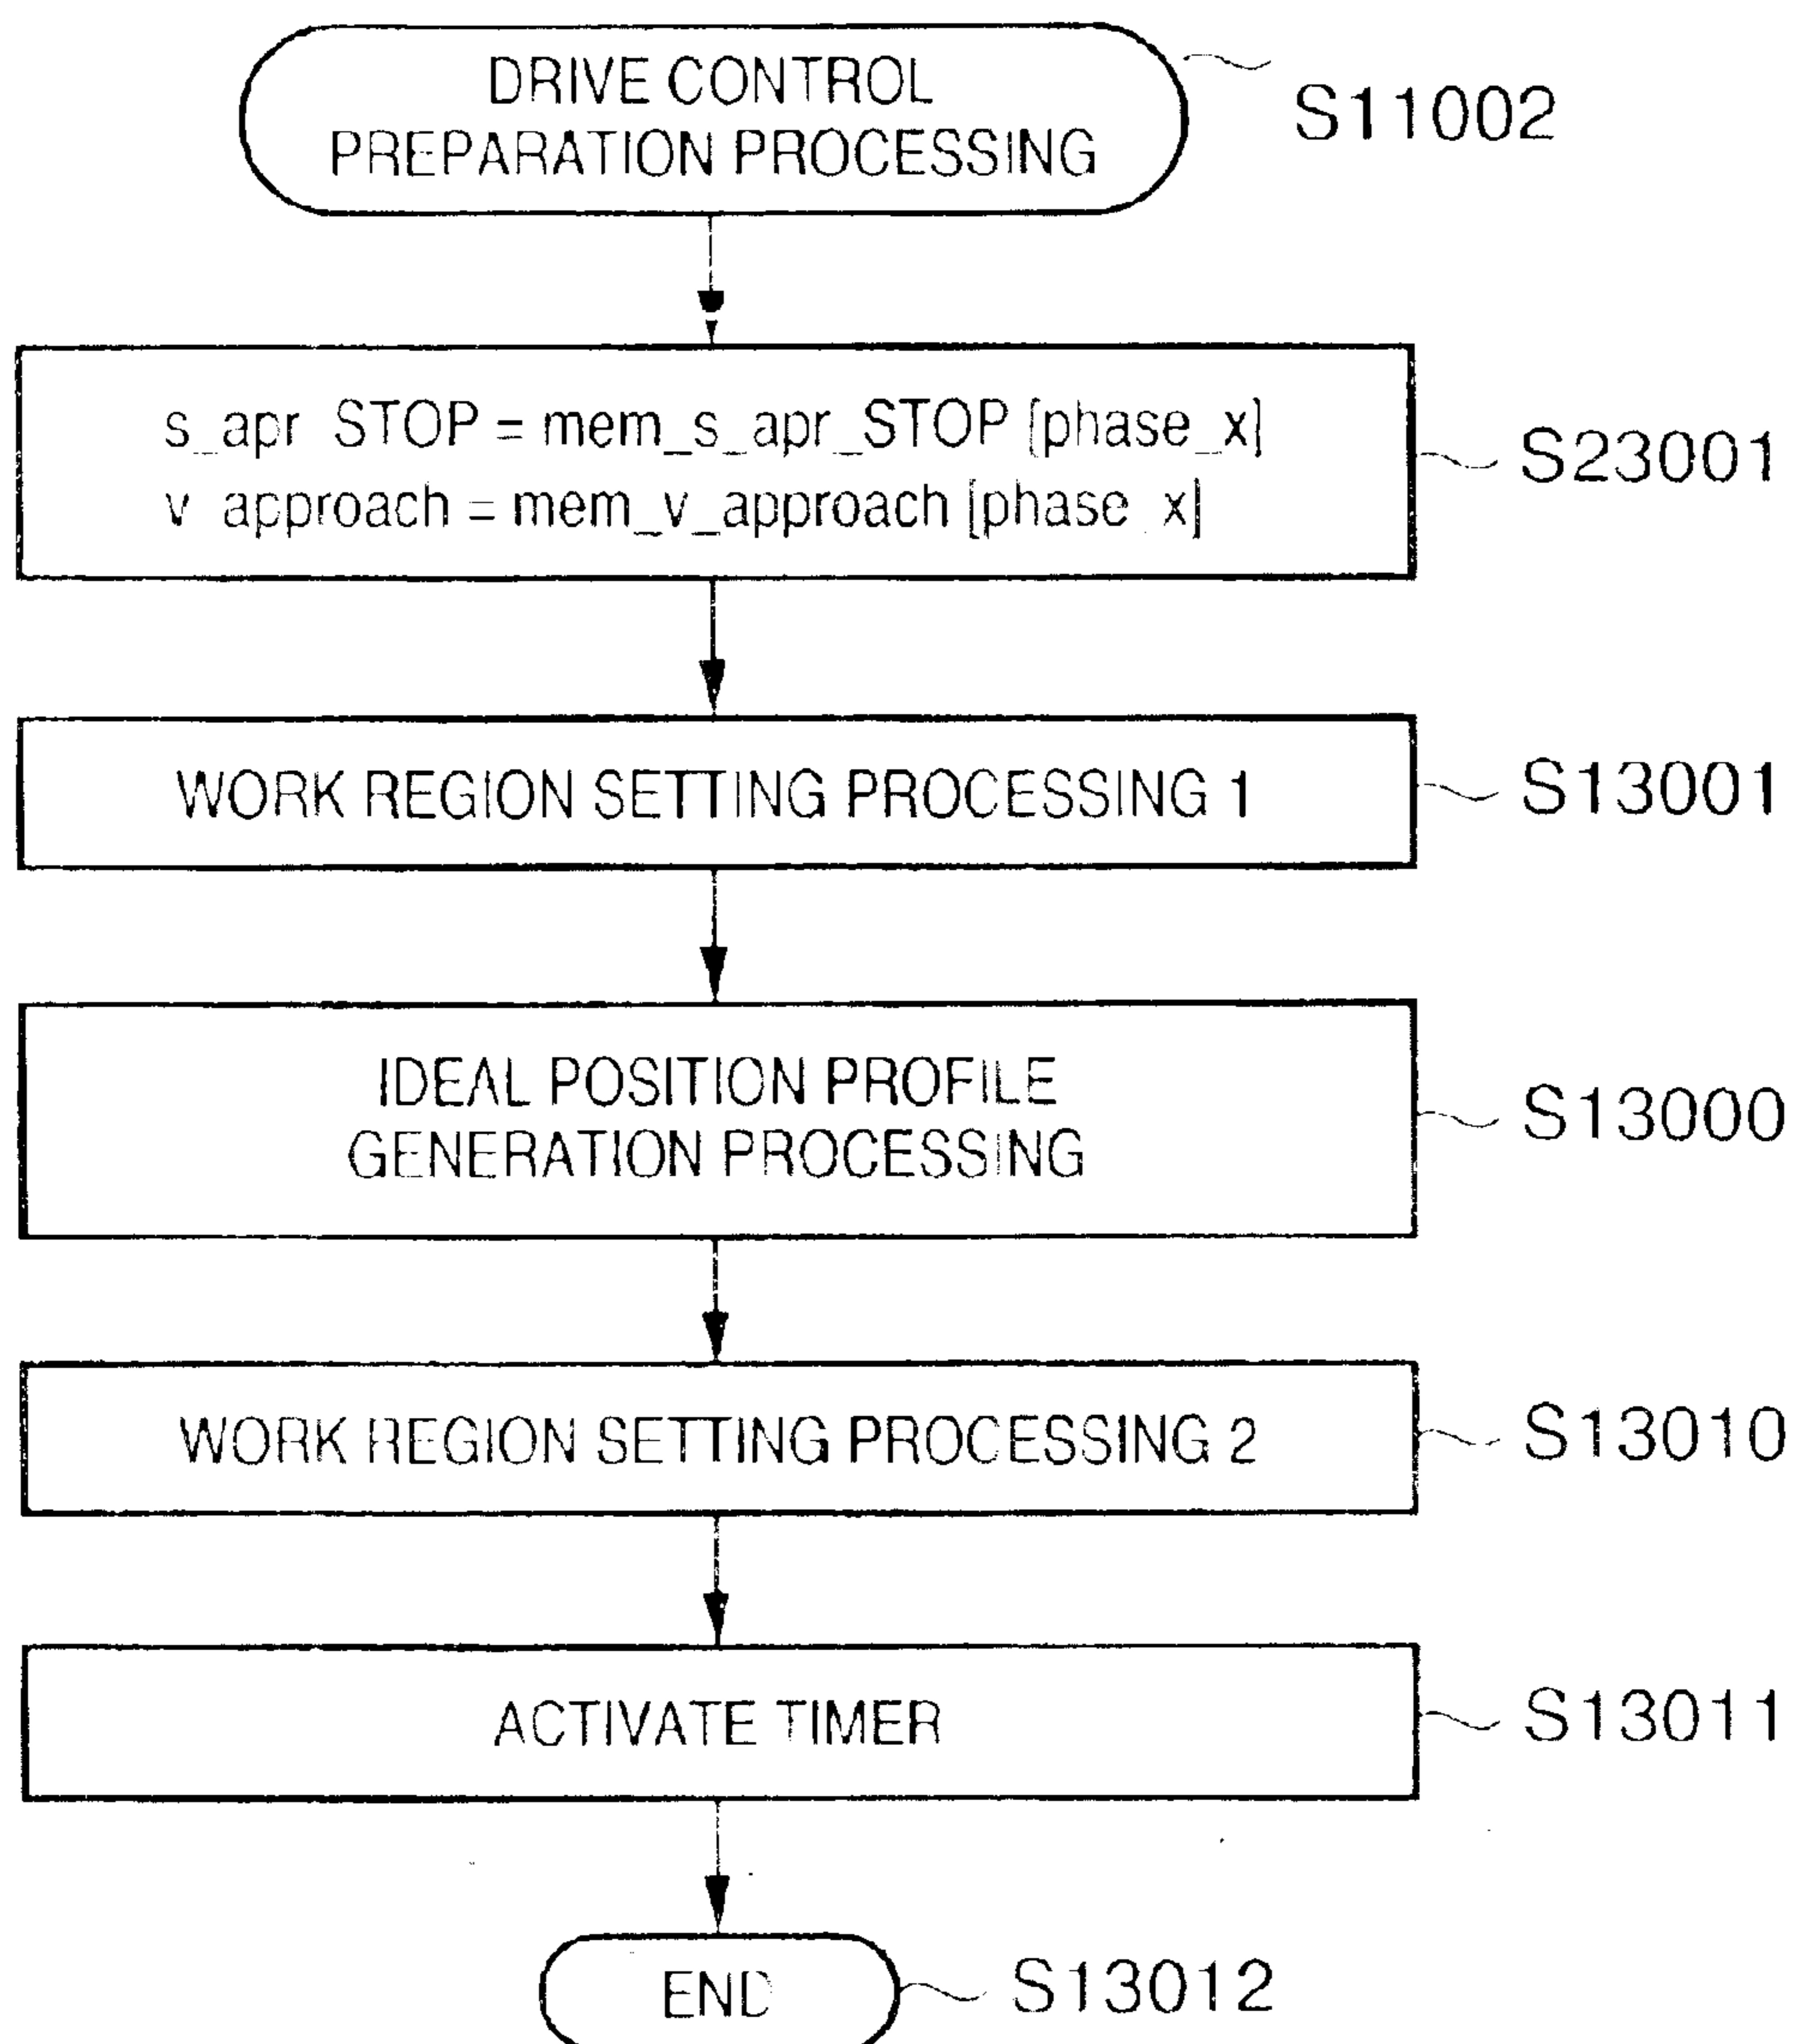 DRIVE CONTROL
PREPARATION PROCESSING
S11002
s_apr_STOP = mem_s_apr_STOP [phase_x]
v_approach = mem_v_approach [phase_x]
S23001
WORK REGION SETTING PROCESSING 1
S13001
IDEAL POSITION PROFILE
GENERATION PROCESSING
S13000
WORK REGION SETTING PROCESSING 2
S13010
ACTIVATE TIMER
S13011
END
S13012